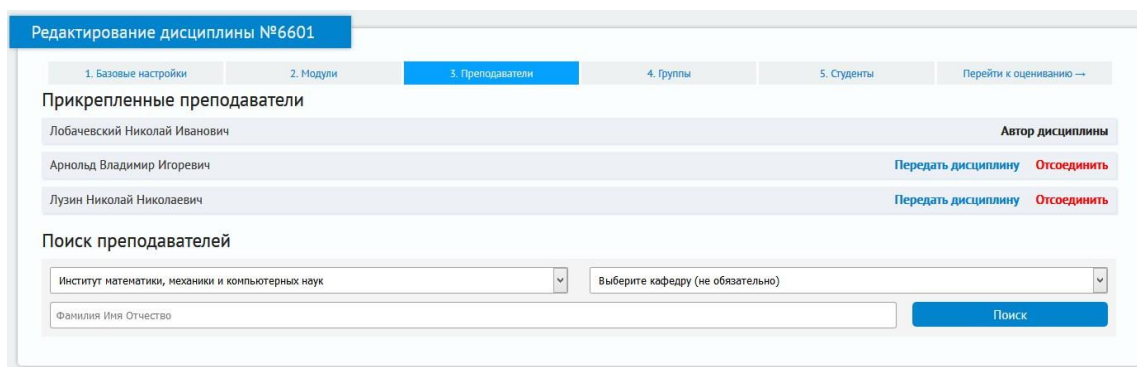 Редактирование дисциплины №6601
1. Базовые настройки 2. Модули 3. Преподаватели 4. Группы 5. Студенты Перейти к оцениванию →
Прикрепленные преподаватели
Лобачевский Николай Иванович Автор дисциплины
Арнольд Владимир Игоревич Передать дисциплину Отсоединить
Лузин Николай Николаевич Передать дисциплину Отсоединить
Поиск преподавателей
Институт математики, механики и компьютерных наук Выберите кафедру (не обязательно)
Фамилия Имя Отчество Поиск